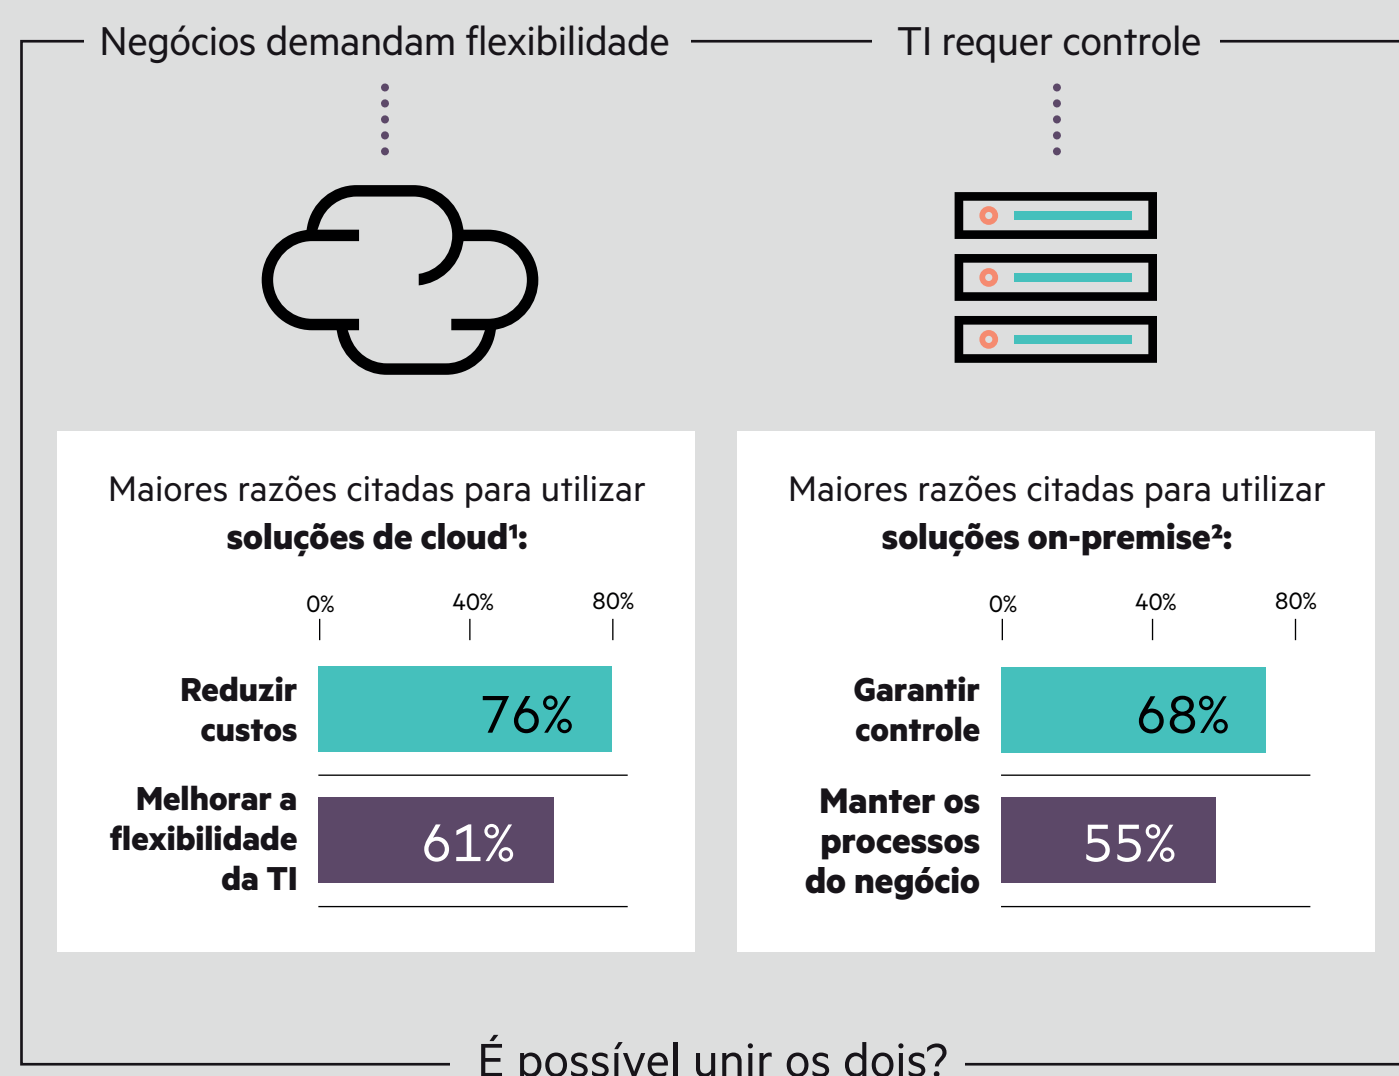 Negócios demandam flexibilidade
TI requer controle
Maiores razões citadas para utilizar
soluções de cloud¹:
0% 40% 80%
Reduzir
custos
76%
Melhorar a
flexibilidade
da TI
61%
Maiores razões citadas para utilizar
soluções on-premise²:
0% 40% 80%
Garantir
controle
68%
Manter os
processos
do negócio
55%
É possível unir os dois?